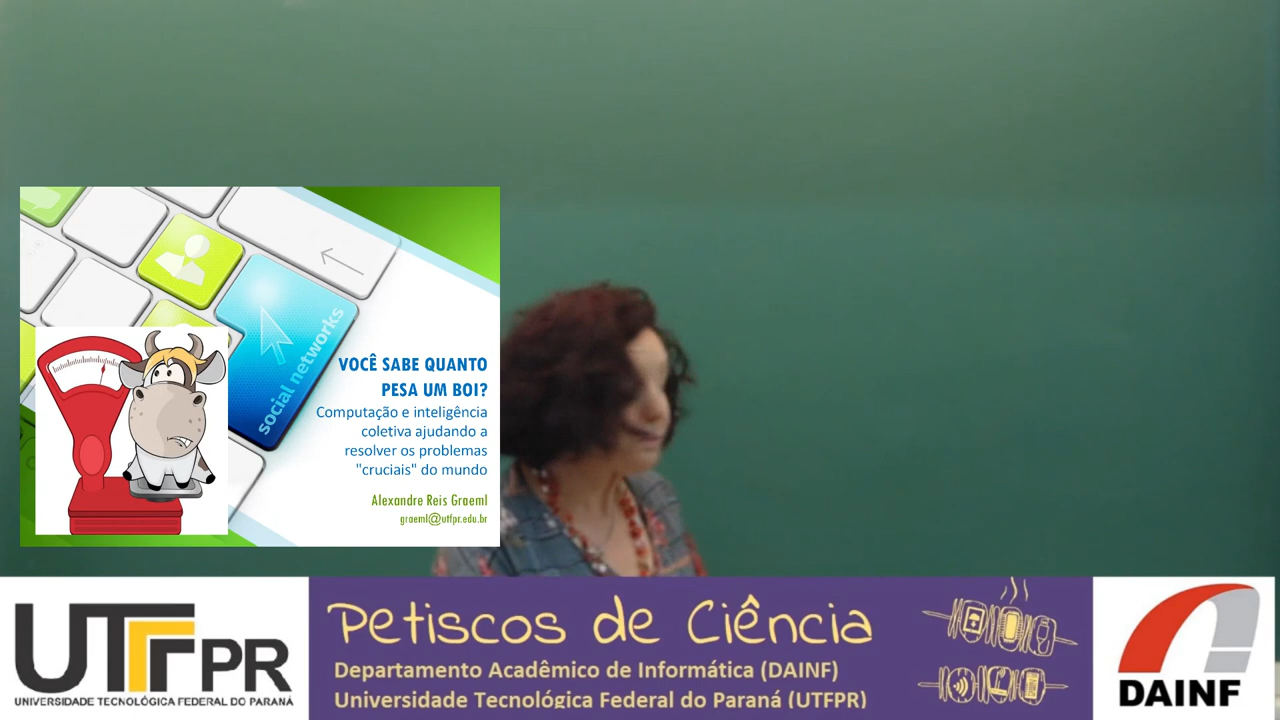 social networks
VOCÊ SABE QUANTO
PESA UM BOI?
Computação e inteligência
coletiva ajudando a
resolver os problemas
"cruciais" do mundo
Alexandre Reis Graeml
graeml@utfpr.edu.br
UTFPR
UNIVERSIDADE TECNOLÓGICA FEDERAL DO PARANÁ
Petiscos de Ciência
Departamento Acadêmico de Informática (DAINF)
Universidade Tecnológica Federal do Paraná (UTFPR)
DAINF